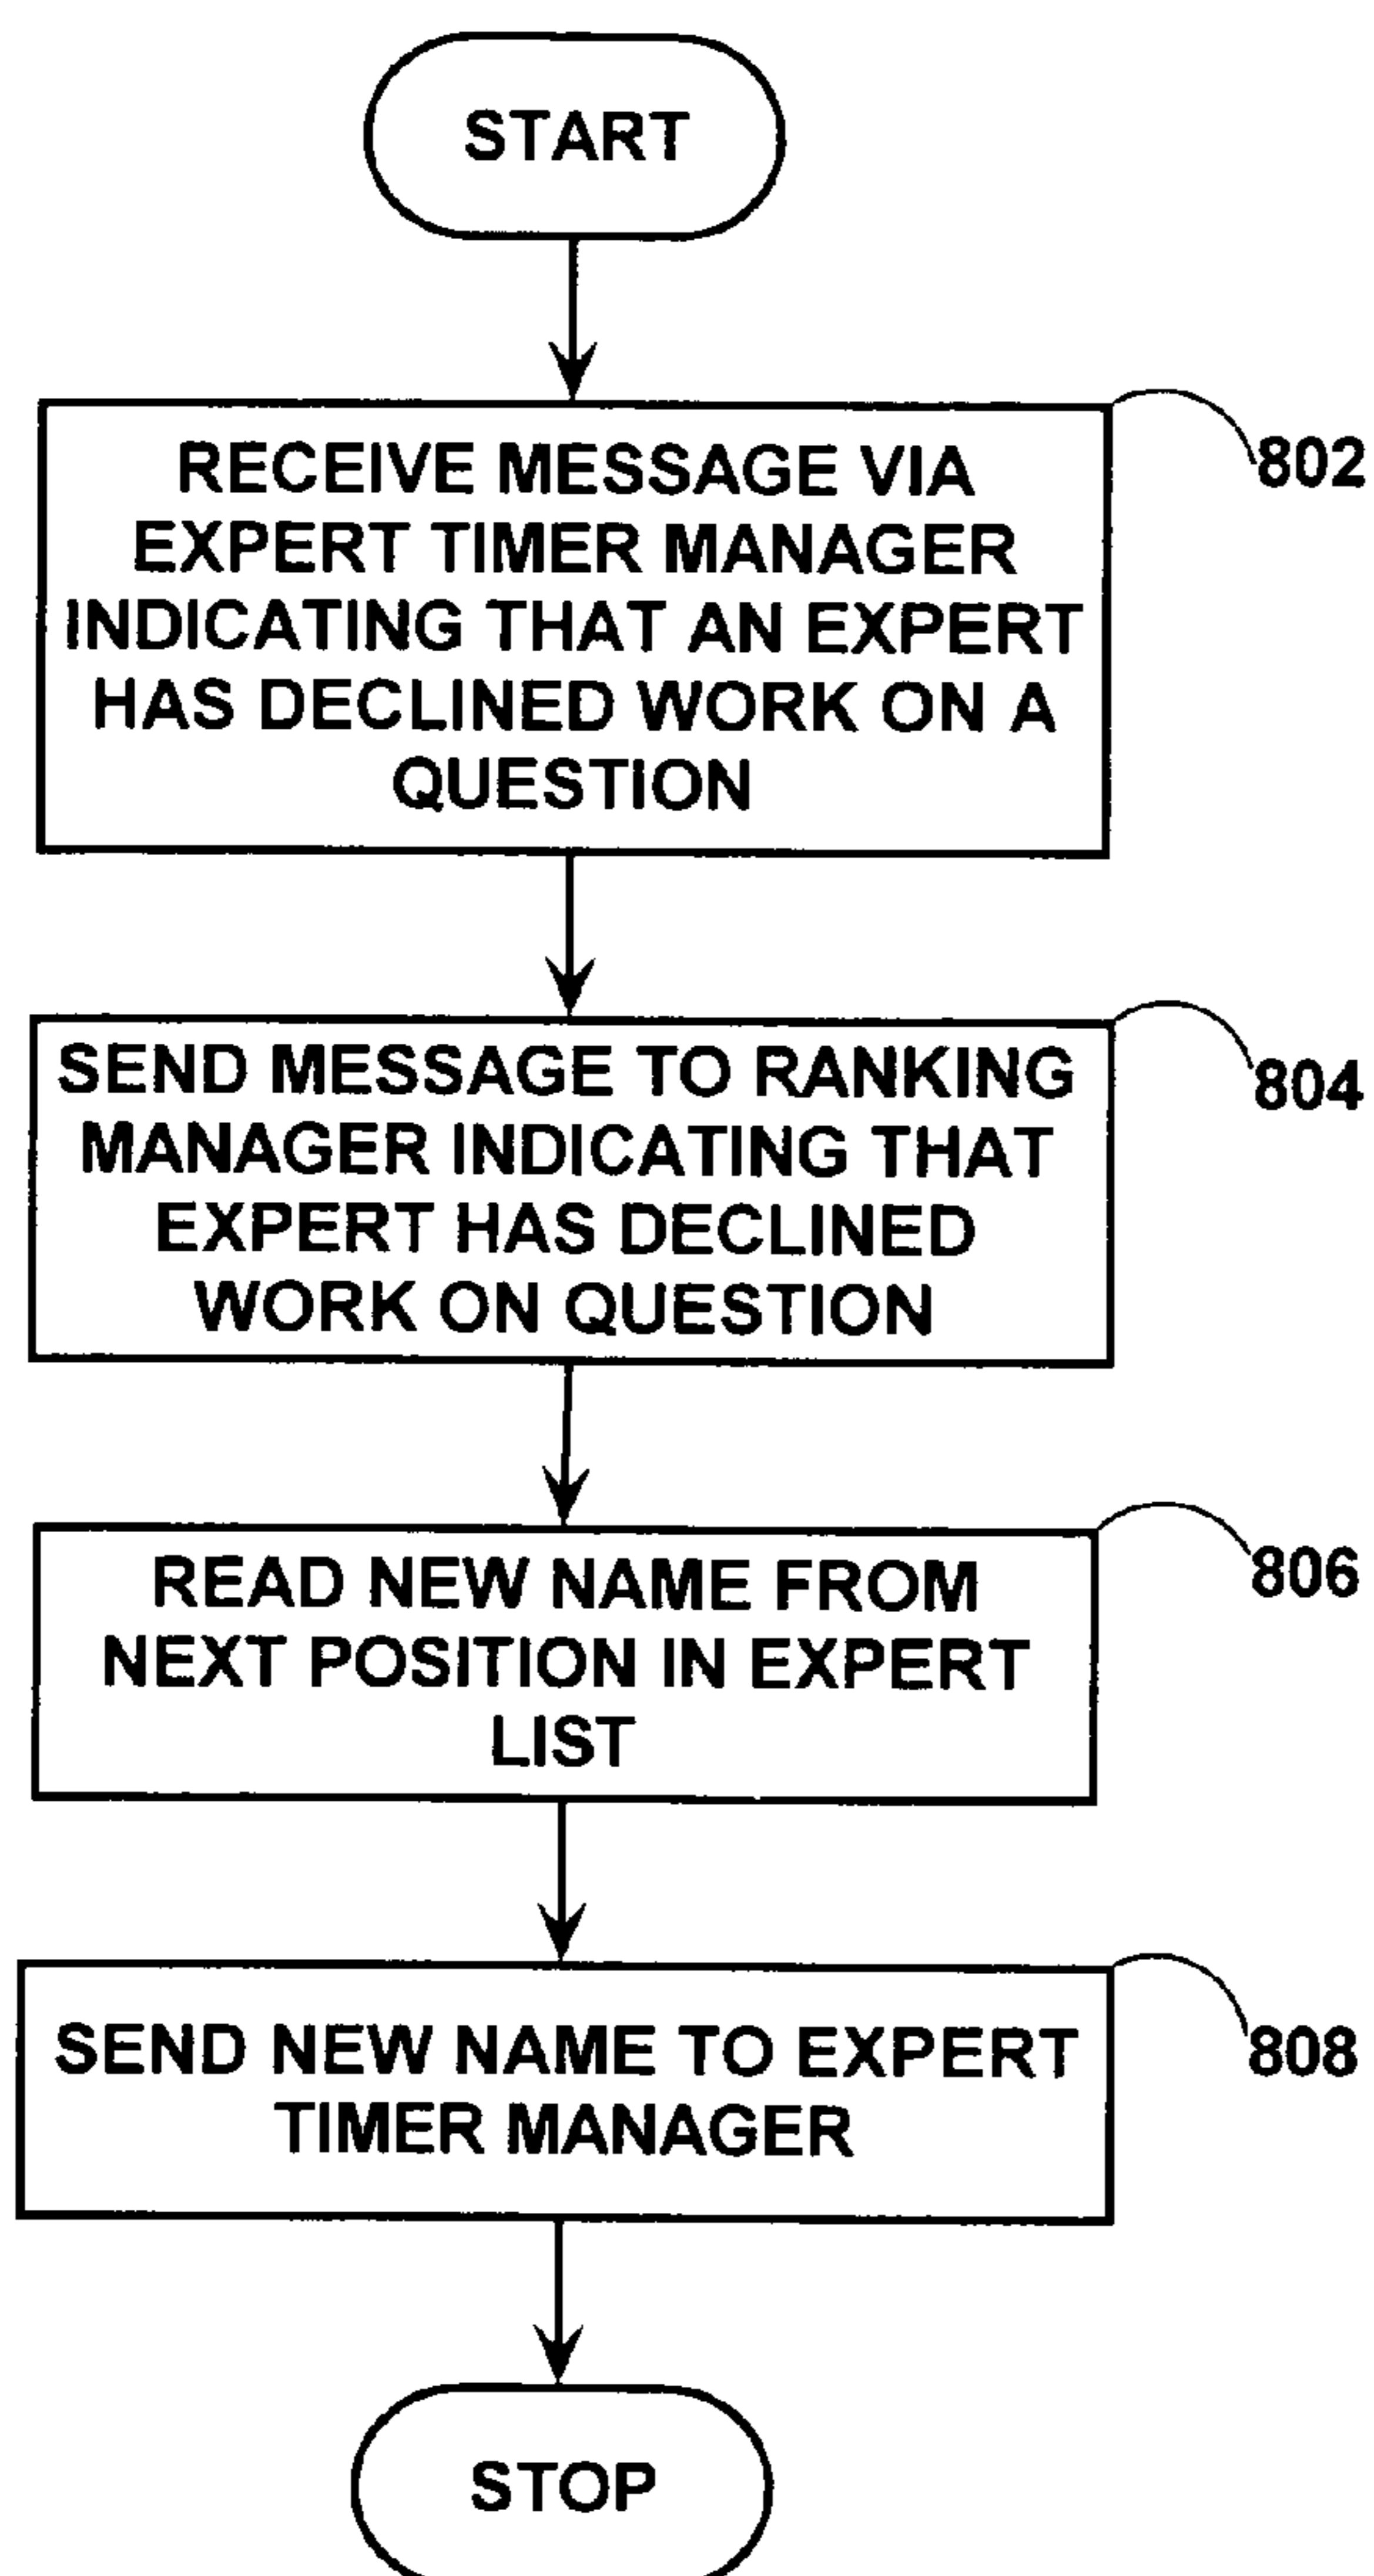 START
RECEIVE MESSAGE VIA
EXPERT TIMER MANAGER
INDICATING THAT AN EXPERT
HAS DECLINED WORK ON A
QUESTION
802
SEND MESSAGE TO RANKING
MANAGER INDICATING THAT
EXPERT HAS DECLINED
WORK ON QUESTION
804
READ NEW NAME FROM
NEXT POSITION IN EXPERT
LIST
806
SEND NEW NAME TO EXPERT
TIMER MANAGER
808
STOP